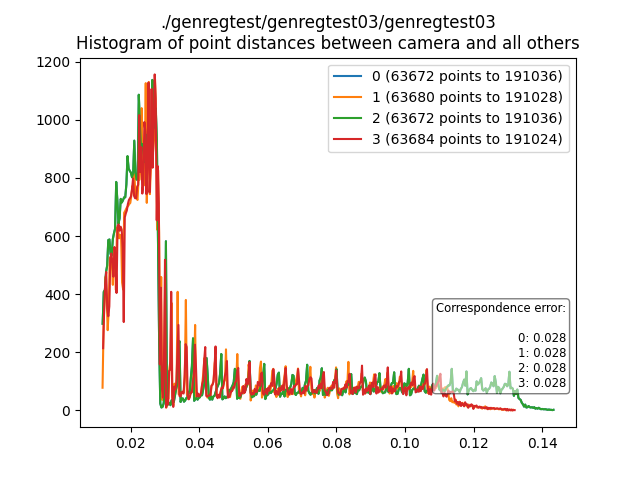 ./genregtest/genregtest03/genregtest03
Histogram of point distances between camera and all others
1200
1000
800
600
400
200
0
0 (63672 points to 191036)
1 (63680 points to 191028)
2 (63672 points to 191036)
3 (63684 points to 191024)
Correspondence error:
0: 0.028
1: 0.028
2: 0.028
3: 0.028
0.02 0.04 0.06 0.08 0.10 0.12 0.14